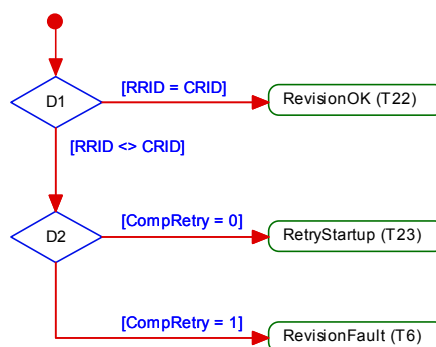 [RRID = CRID]
D1
RevisionOK (T22)
[RRID <> CRID]
[CompRetry = 0]
D2
RetryStartup (T23)
[CompRetry = 1]
RevisionFault (T6)